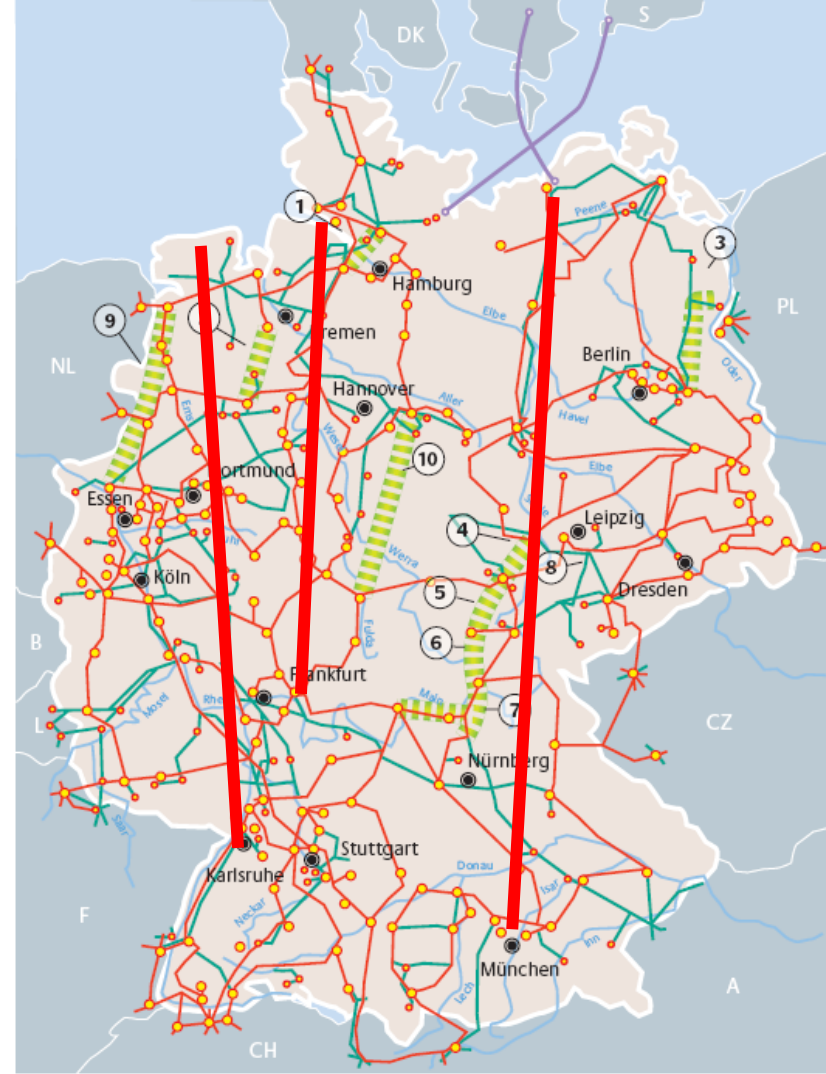 DK
S
1
Hamburg
Peene
3
PL
Elbe
9
NL
remen
Berlin
Oder
Hannover
Aller
Havel
Ems
Weser
10
ortmund
Elbe
Essen
Leipzig
4
8
Werra
Köln
5
Dresden
6
B
Fulda
Frankfurt
Main
7
L
Mosel
Rhe
CZ
Nürnberg
Saar
Stuttgart
Donau
Karlsruhe
Isar
F
Neckar
Inn
München
Lech
A
CH